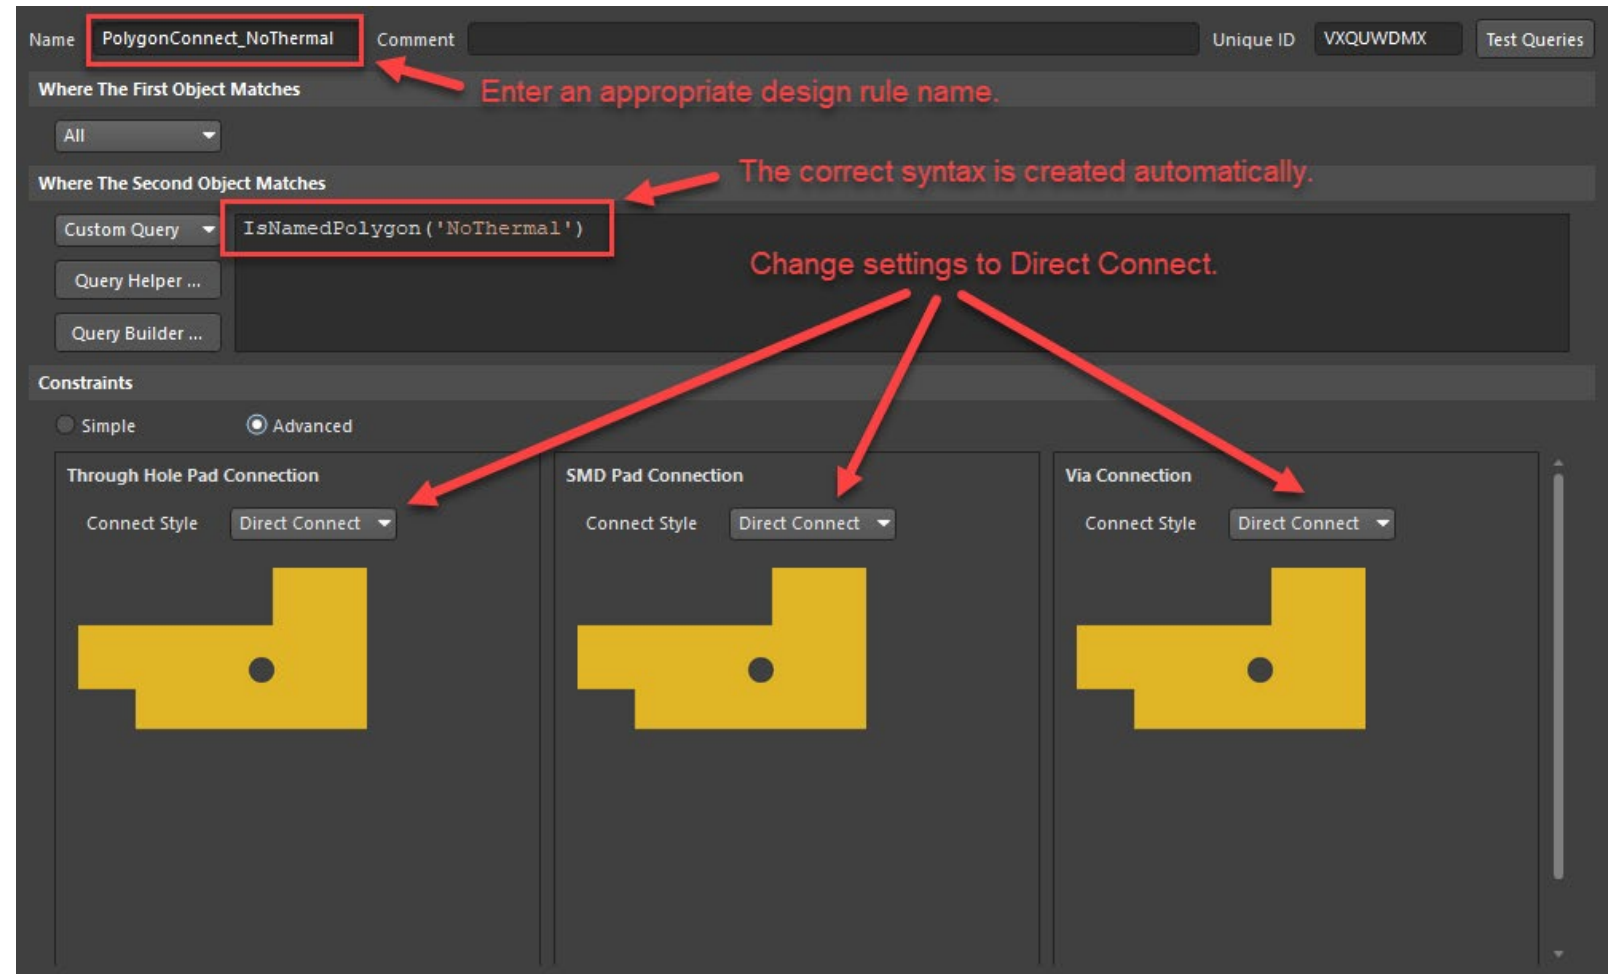 Name PolygonConnect_NoThermal Comment Unique ID VXQUWDMX Test Queries
Where The First Object Matches
Enter an appropriate design rule name.
All
The correct syntax is created automatically.
Where The Second Object Matches
Custom Query IsNamedPolygon('NoThermal')
Change settings to Direct Connect.
Query Helper ...
Query Builder ...
Constraints
Simple Advanced
Through Hole Pad Connection SMD Pad Connection Via Connection
Connect Style Direct Connect Connect Style Direct Connect Connect Style Direct Connect